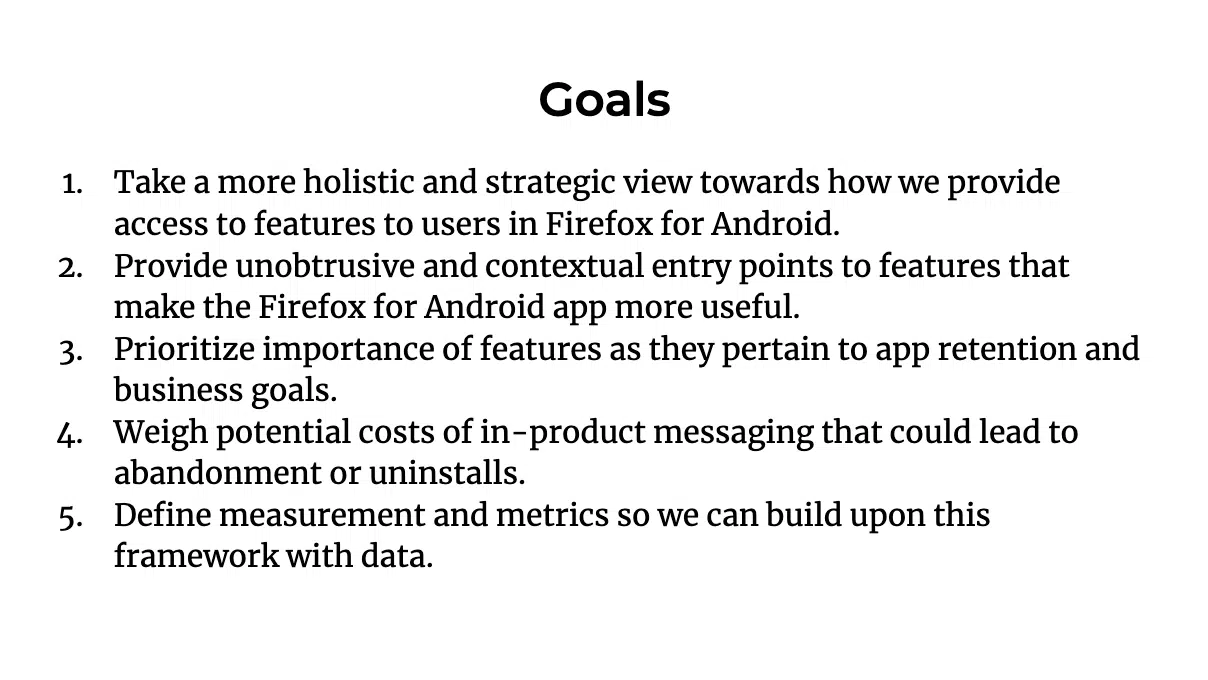 Goals
1. Take a more holistic and strategic view towards how we provide
access to features to users in Firefox for Android.
2. Provide unobtrusive and contextual entry points to features that
make the Firefox for Android app more useful.
3. Prioritize importance of features as they pertain to app retention and
business goals.
4. Weigh potential costs of in-product messaging that could lead to
abandonment or uninstalls.
5. Define measurement and metrics so we can build upon this
framework with data.